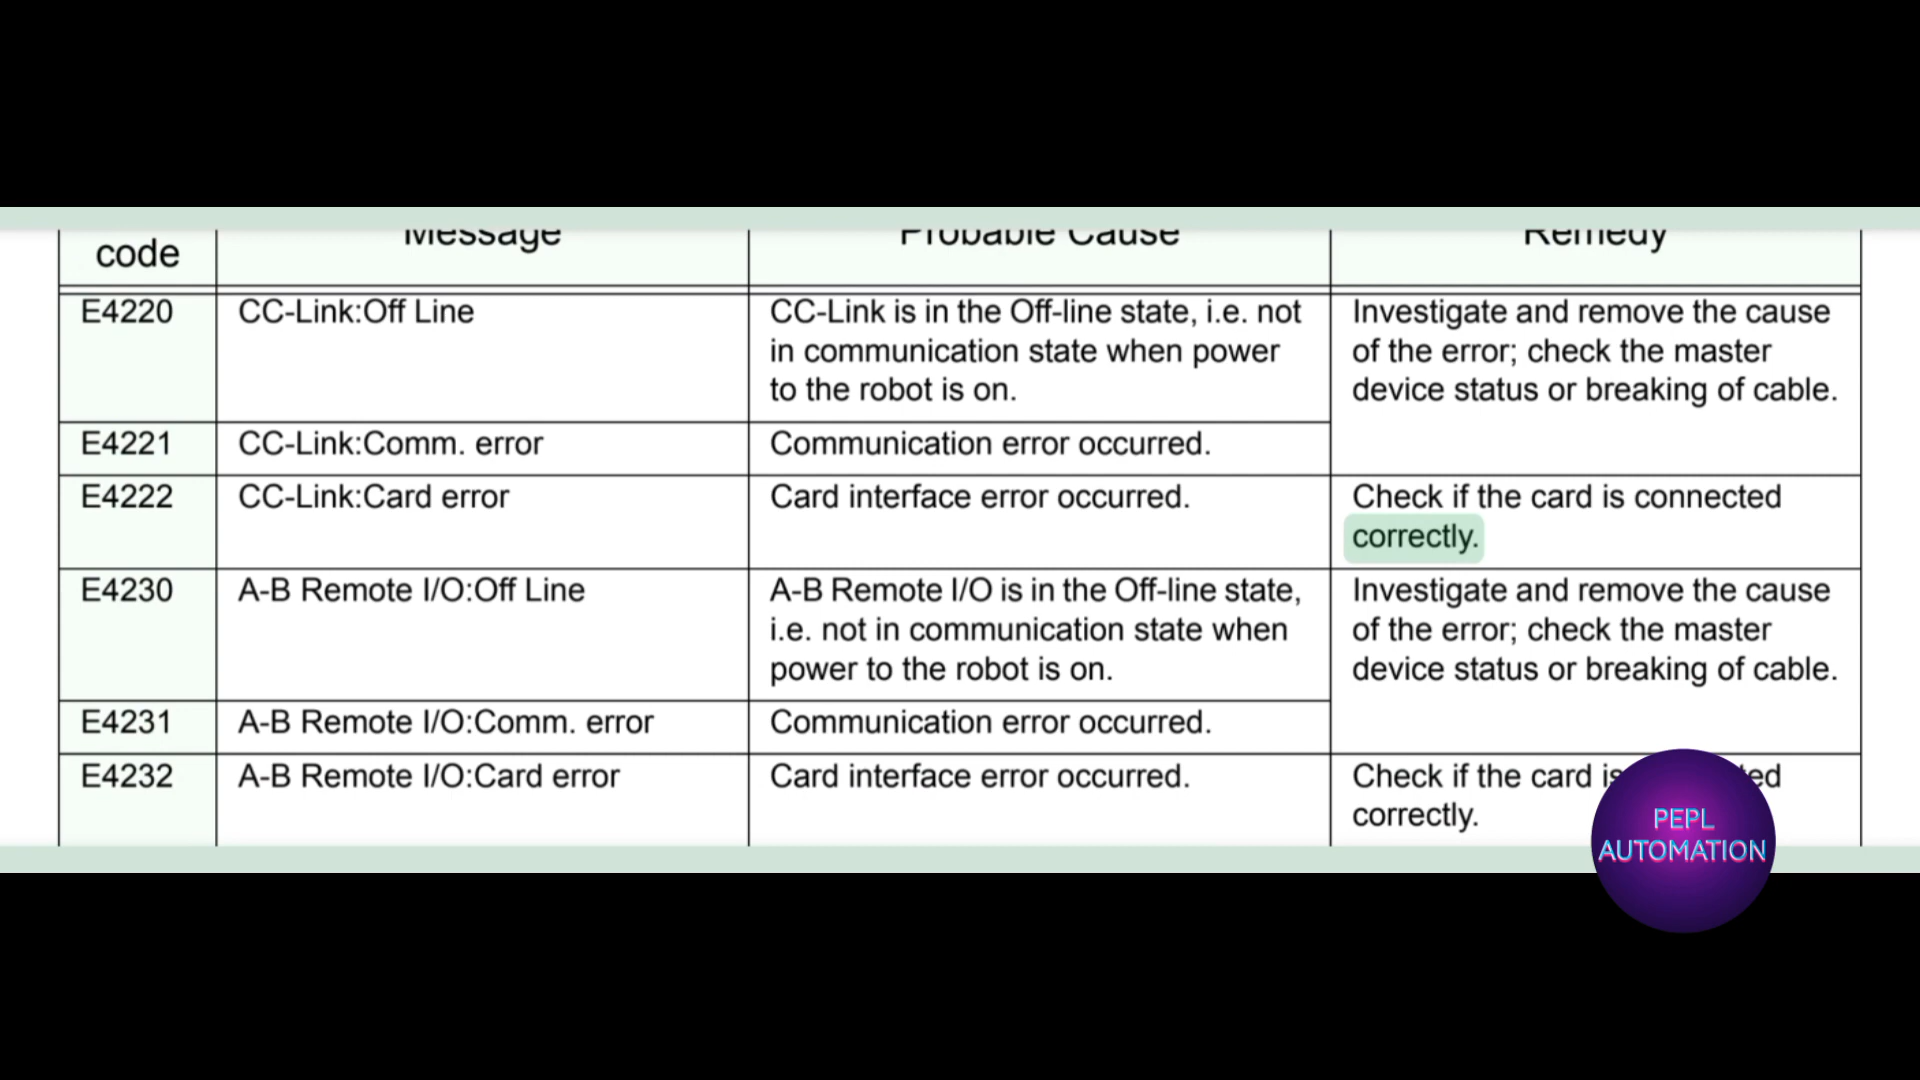 code
Message
Probable Cause
Remedy
E4220
CC-Link:Off Line
CC-Link is in the Off-line state, i.e. not
in communication state when power
to the robot is on.
Investigate and remove the cause
of the error; check the master
device status or breaking of cable.
E4221
CC-Link:Comm. error
Communication error occurred.
E4222
CC-Link:Card error
Card interface error occurred.
Check if the card is connected
correctly.
E4230
A-B Remote I/O:Off Line
A-B Remote I/O is in the Off-line state,
i.e. not in communication state when
power to the robot is on.
Investigate and remove the cause
of the error; check the master
device status or breaking of cable.
E4231
A-B Remote I/O:Comm. error
Communication error occurred.
E4232
A-B Remote I/O:Card error
Card interface error occurred.
Check if the card is
correctly.
PEPL
AUTOMATION